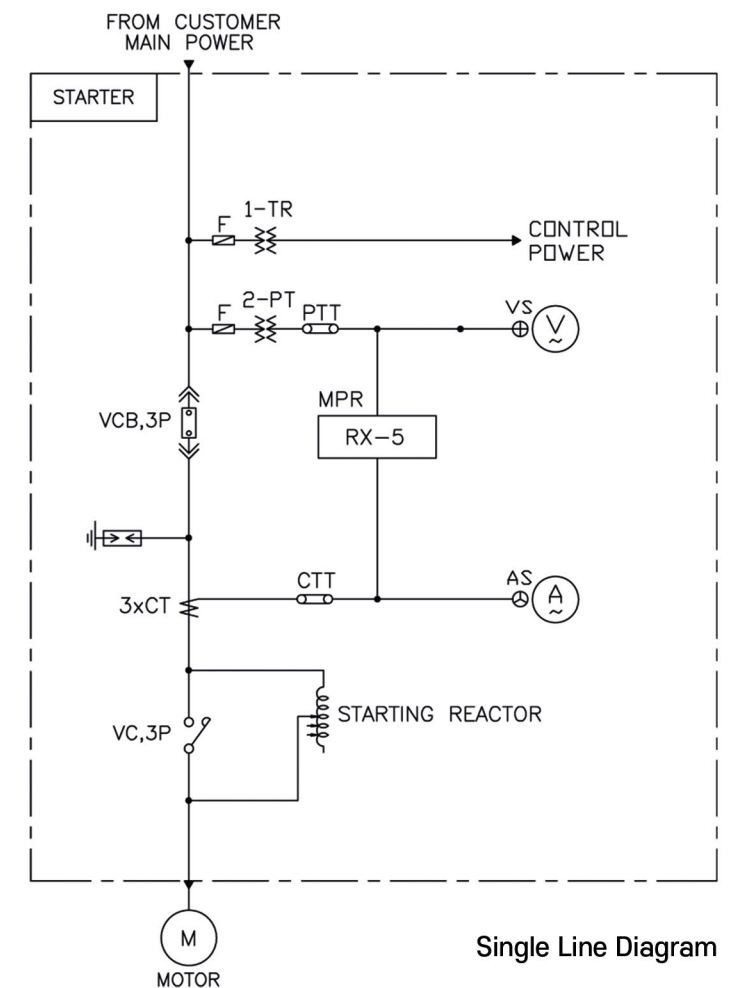 FROM CUSTOMER
MAIN POWER
STARTER
1-TR
F
CONTROL
POWER
2-PT
F
PTT
VS
V
~
MPR
RX-5
VCB,3P
CTT
AS
A
~
3xCT
STARTING REACTOR
VC,3P
M
MOTOR
Single Line Diagram